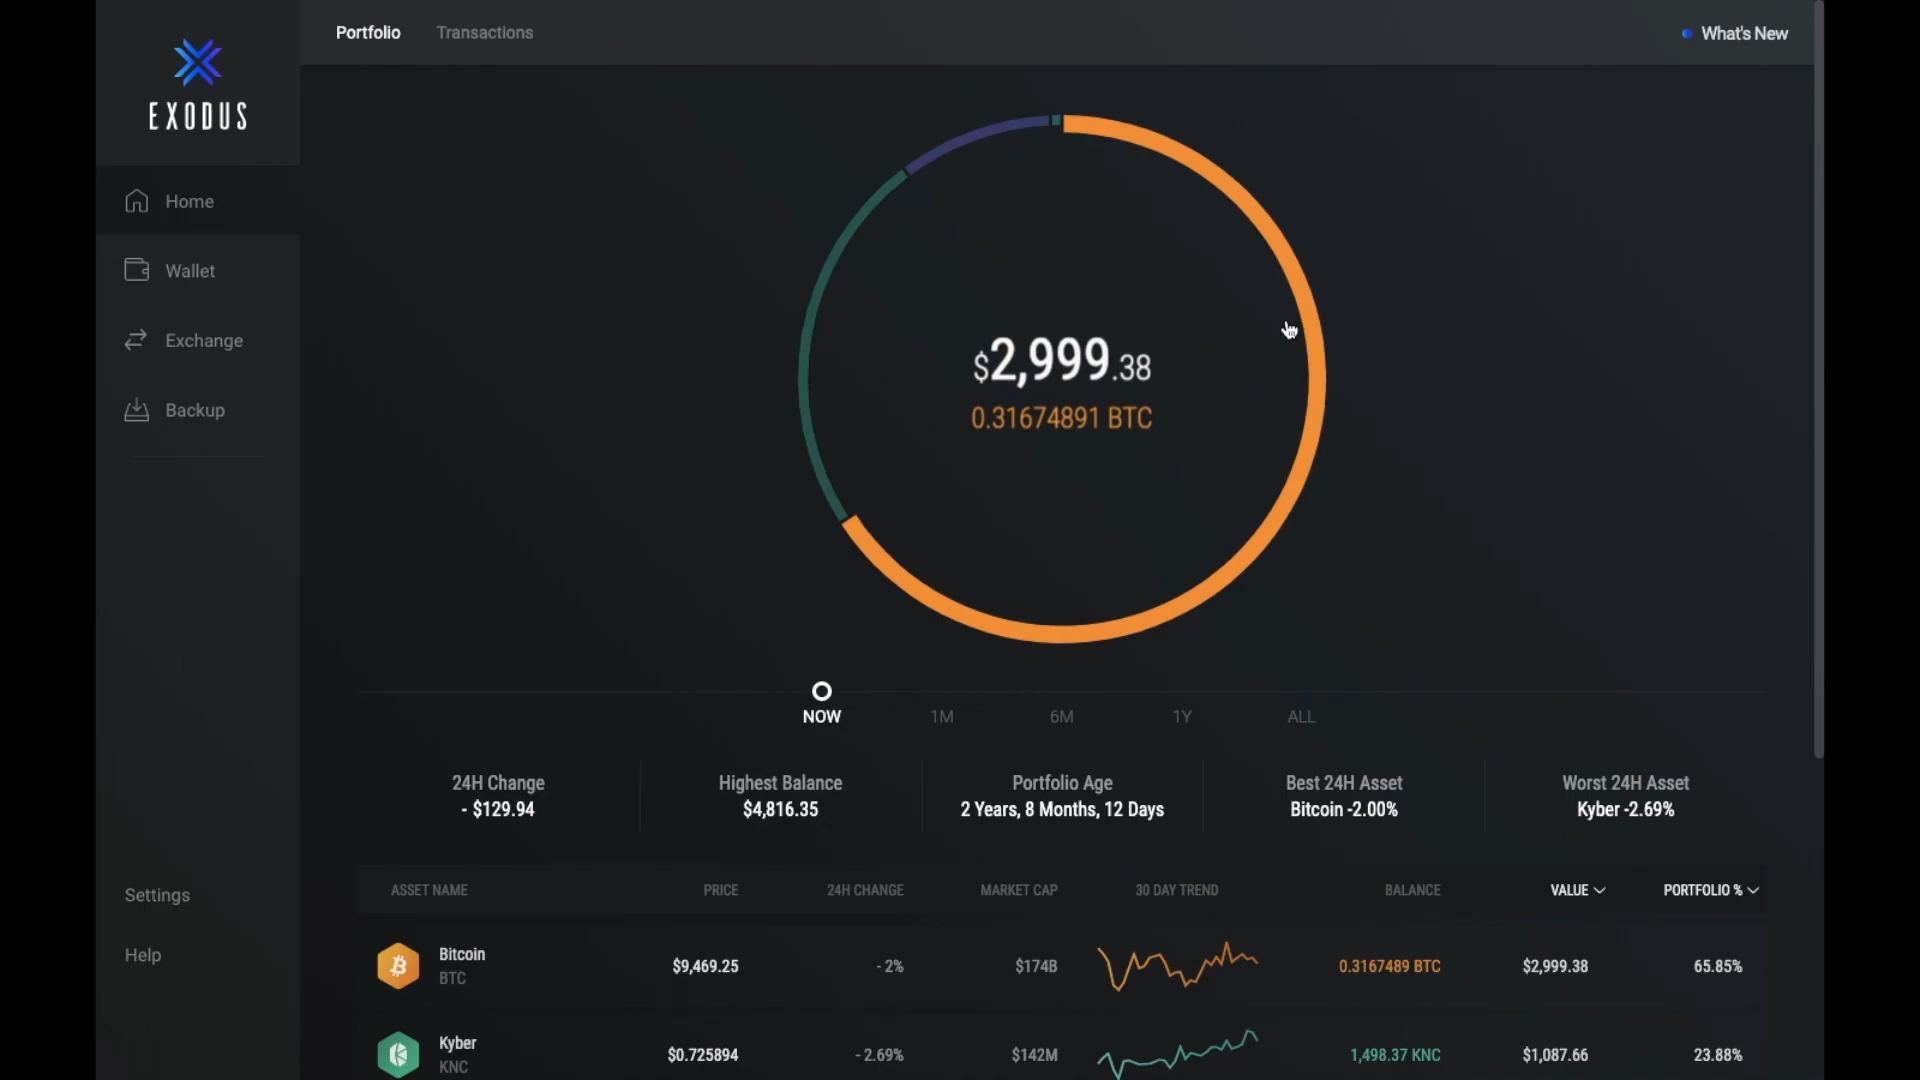 EXODUS
Portfolio
Transactions
What's New
Home
Wallet
Exchange
Backup
Settings
Help
$2,999.38
0.31674891 BTC
NOW
1M
6M
1Y
ALL
24H Change
- $129.94
Highest Balance
$4,816.35
Portfolio Age
2 Years, 8 Months, 12 Days
Best 24H Asset
Bitcoin -2.00%
Worst 24H Asset
Kyber -2.69%
ASSET NAME PRICE 24H CHANGE MARKET CAP 30 DAY TREND BALANCE VALUE PORTFOLIO %
Bitcoin
BTC
$9,469.25 - 2% $174B 0.3167489 BTC $2,999.38 65.85%
Kyber
KNC
$0.725894 - 2.69% $142M 1,498.37 KNC $1,087.66 23.88%